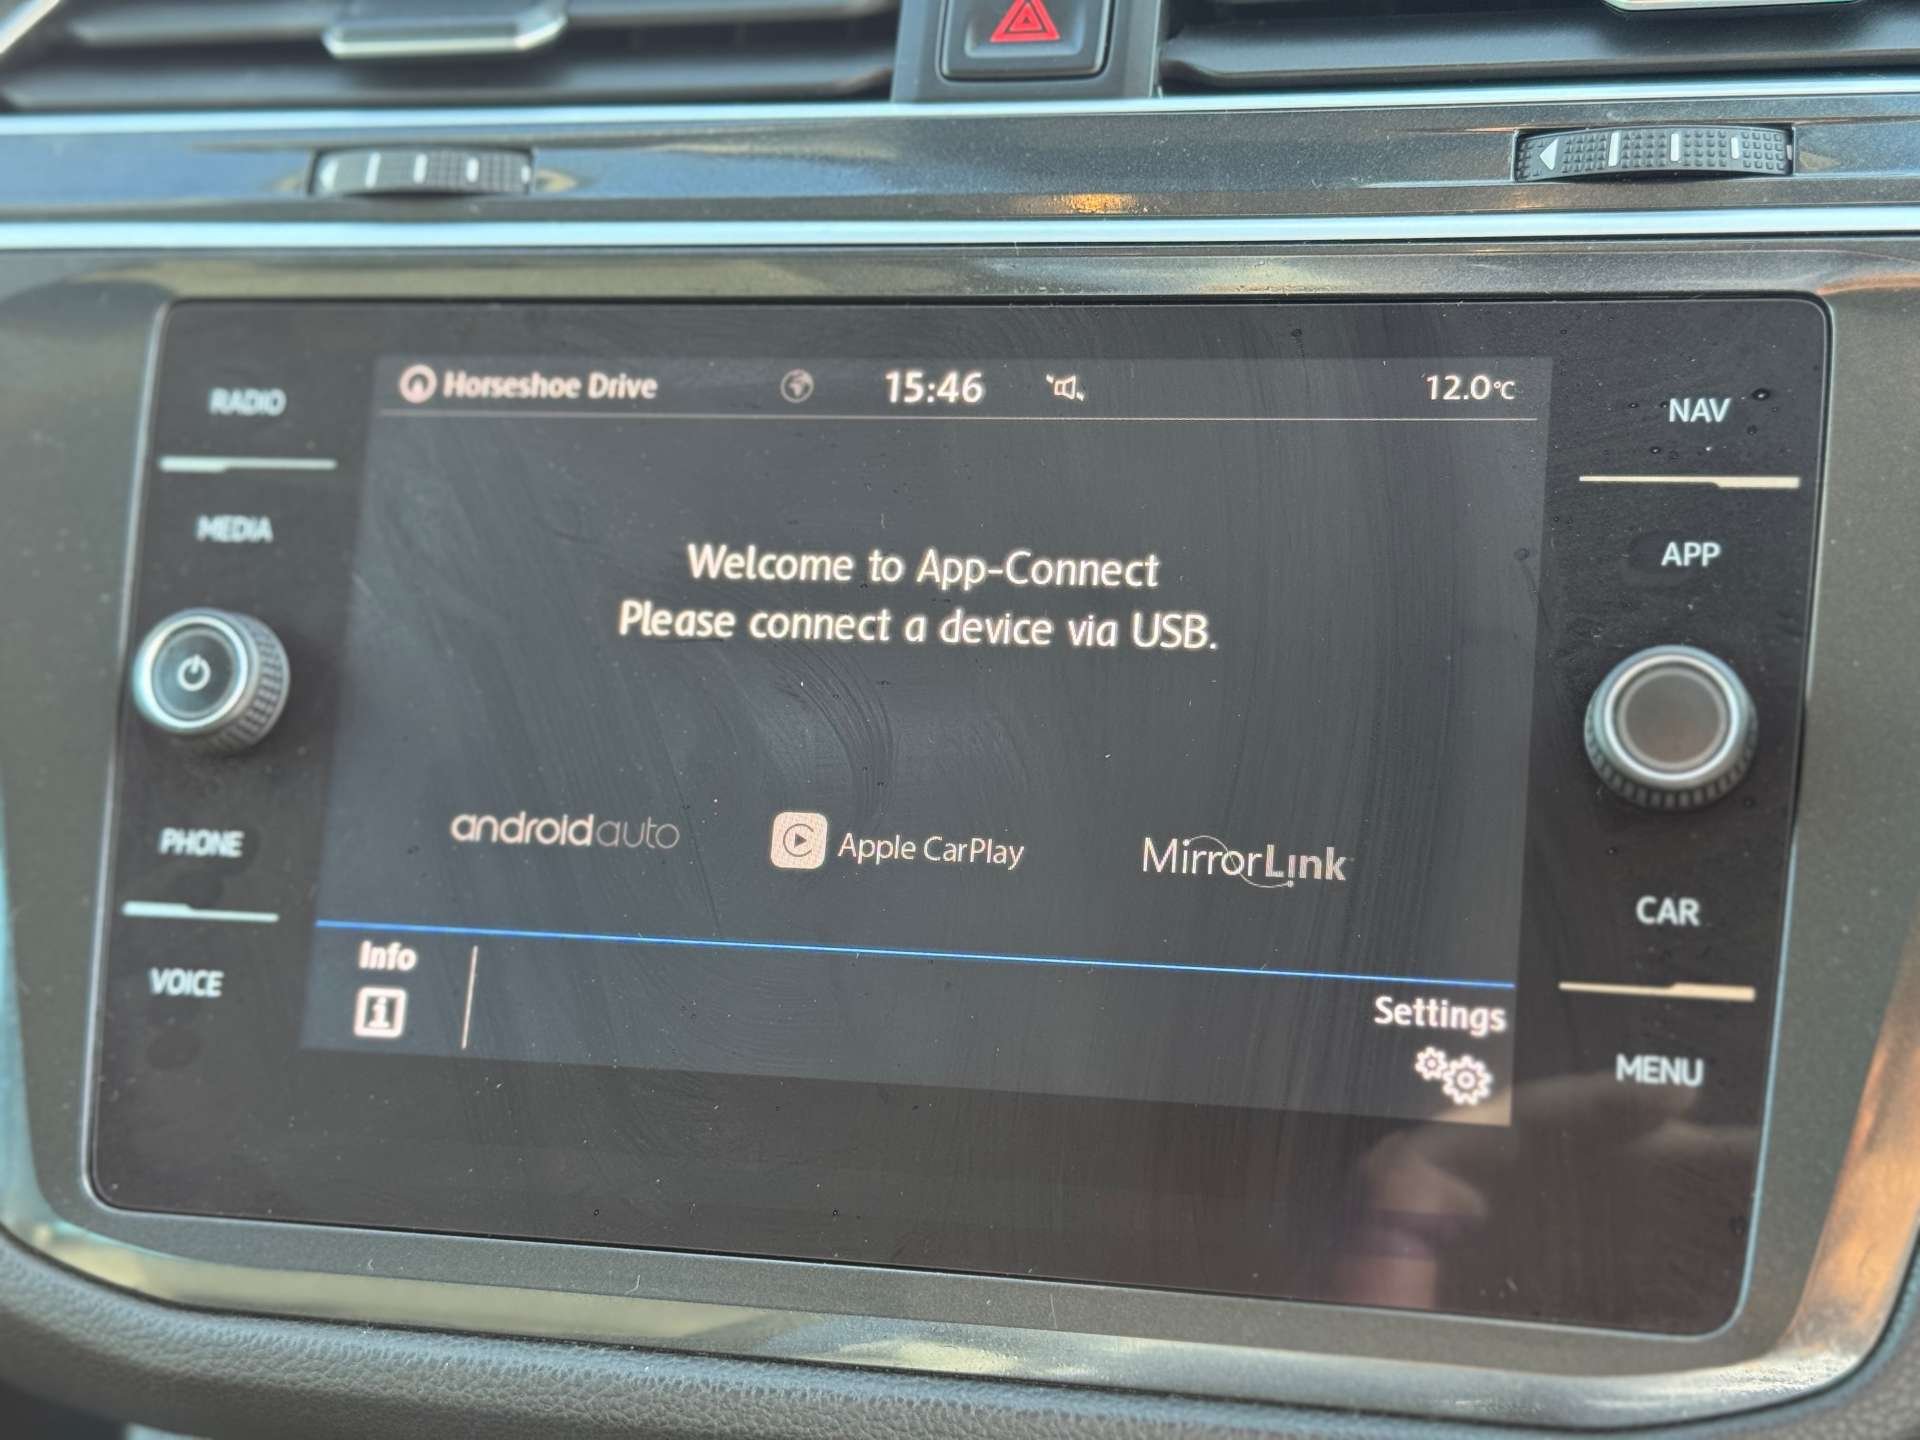 Horseshoe Drive 15:46 12.0°C
RADIO
MEDIA
PHONE
VOICE
Welcome to App-Connect
Please connect a device via USB.
androidauto
Apple CarPlay
MirrorLink
Info
Settings
NAV
APP
CAR
MENU